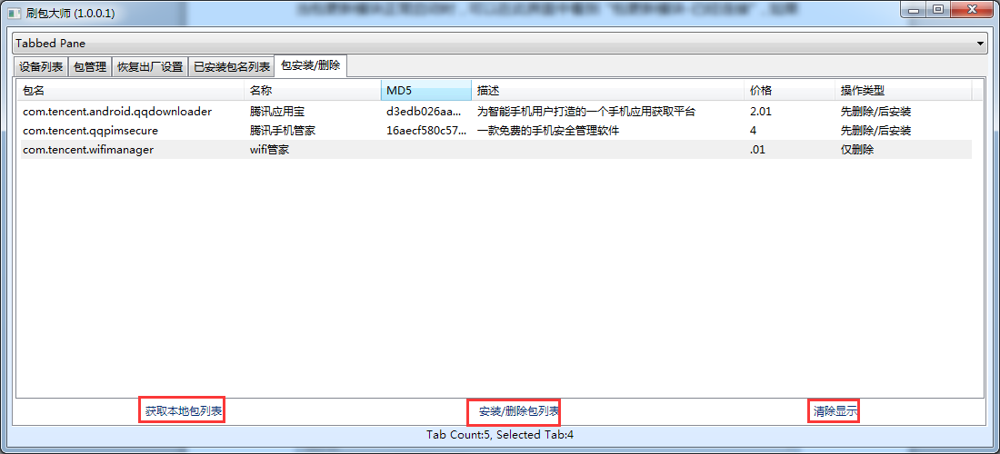 刷包大师 (1.0.0.1)
Tabbed Pane
设备列表 包管理 恢复出厂设置 已安装包名列表 包安装/删除
包名 名称 MD5 描述 价格 操作类型
com.tencent.android.qqdownloader 腾讯应用宝 d3edb026aa... 为智能手机用户打造的一个手机应用获取平台 2.01 先删除/后安装
com.tencent.qqpimsecure 腾讯手机管家 16aecf580c57... 一款免费的手机安全管理软件 4 先删除/后安装
com.tencent.wifimanager wifi管家 .01 仅删除
获取本地包列表 安装/删除包列表 清除显示
Tab Count:5, Selected Tab:4